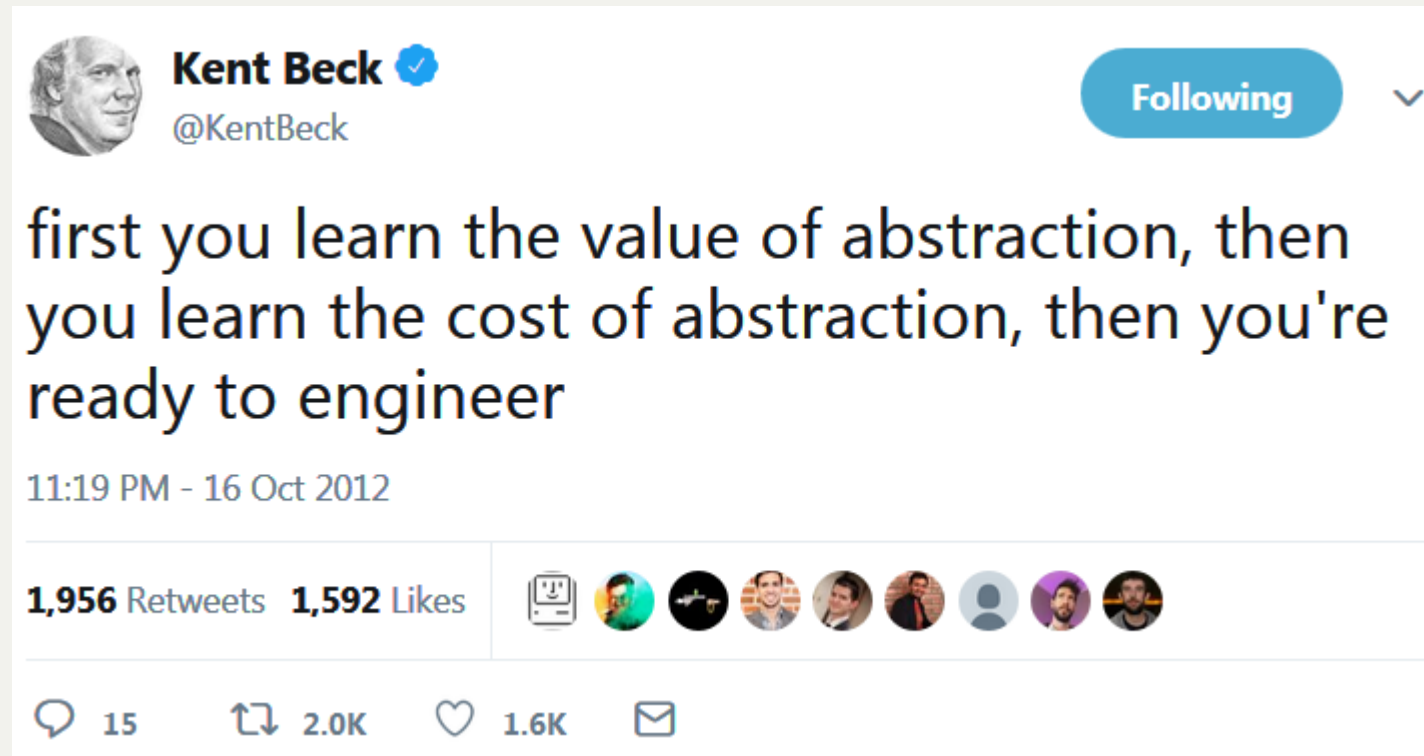 Kent Beck
@KentBeck
Following
first you learn the value of abstraction, then
you learn the cost of abstraction, then you're
ready to engineer
11:19 PM - 16 Oct 2012
1,956 Retweets 1,592 Likes
15 2.0K 1.6K